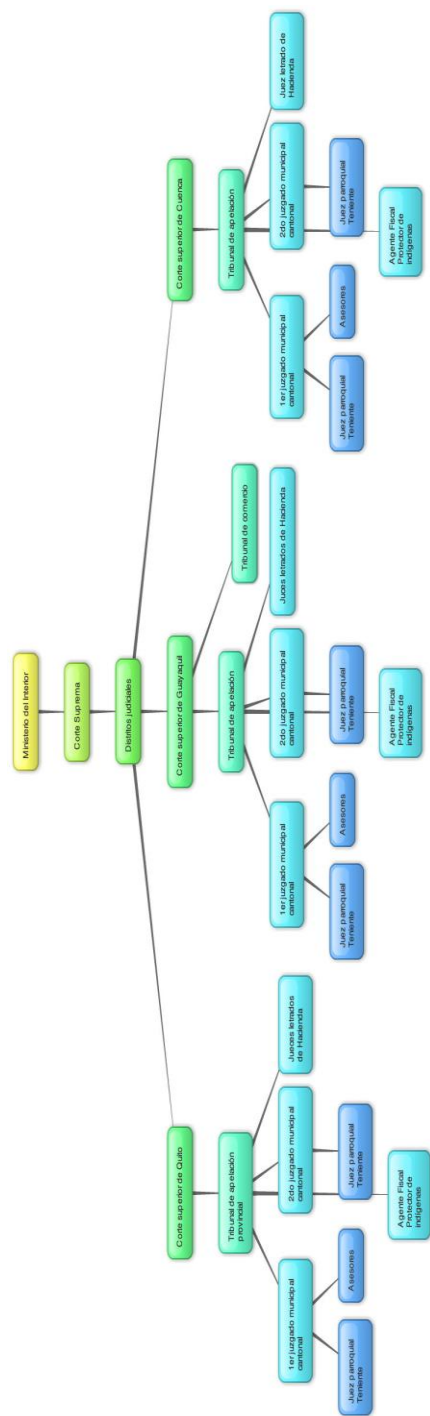 Ministerio del Interior
Corte Suprema
Distritos judiciales
Corte superior de Quito
Corte superior de Guayaquil
Corte superior de Cuenca
Tribunal de apelación
provincial
Tribunal de apelación
Tribunal de comercio
Tribunal de apelación
1er juzgado municipal
cantonal
2do juzgado municipal
cantonal
Jueces letrados
de Hacienda
1er juzgado municipal
cantonal
2do juzgado municipal
cantonal
Juces letrados de Hacienda
1er juzgado municipal
cantonal
2do juzgado municipal
cantonal
Juez letrado de
Hacienda
Juez parroquial
Teniente
Asesores
Juez parroquial
Teniente
Juez parroquial
Teniente
Asesores
Juez parroquial
Teniente
Juez parroquial
Teniente
Asesores
Juez parroquial
Teniente
Agente Fiscal
Protector de
indígenas
Agente Fiscal
Protector de
indígenas
Agente Fiscal
Protector de
indígenas